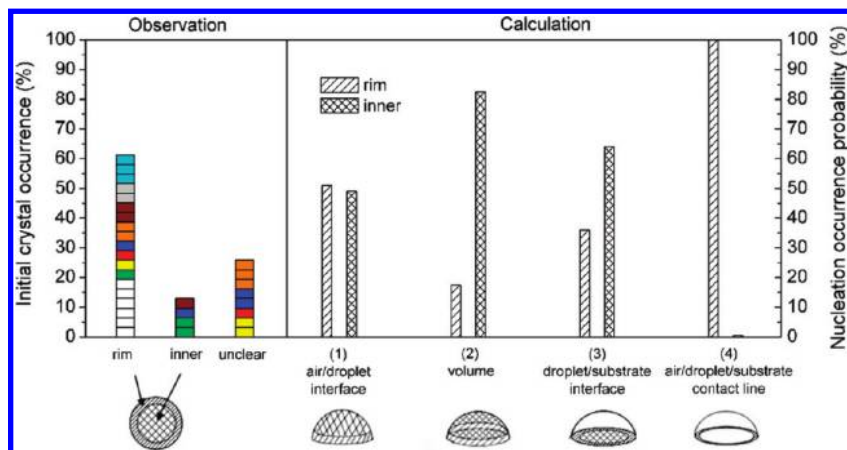 Observation
Calculation
Initial crystal occurrence (%)
100
90
80
70
60
50
40
30
20
10
0
rim
inner
unclear
rim
inner
(1)
air/droplet
interface
(2)
volume
(3)
droplet/substrate
interface
(4)
air/droplet/substrate
contact line
100
90
80
70
60
50
40
30
20
10
0
Nucleation occurrence probability (%)